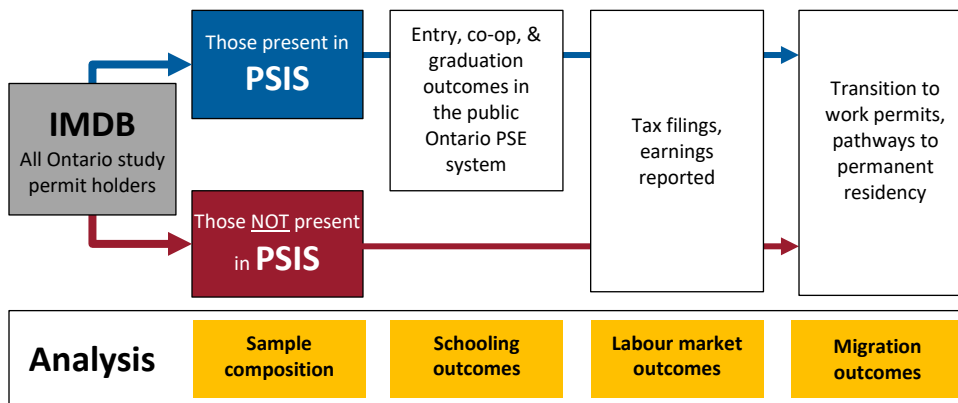 IMDB
All Ontario study
permit holders
Those present in
PSIS
Those NOT present
in PSIS
Entry, co-op, &
graduation
outcomes in
the public
Ontario PSE
system
Tax filings,
earnings
reported
Transition to
work permits,
pathways to
permanent
residency
Analysis
Sample
composition
Schooling
outcomes
Labour market
outcomes
Migration
outcomes